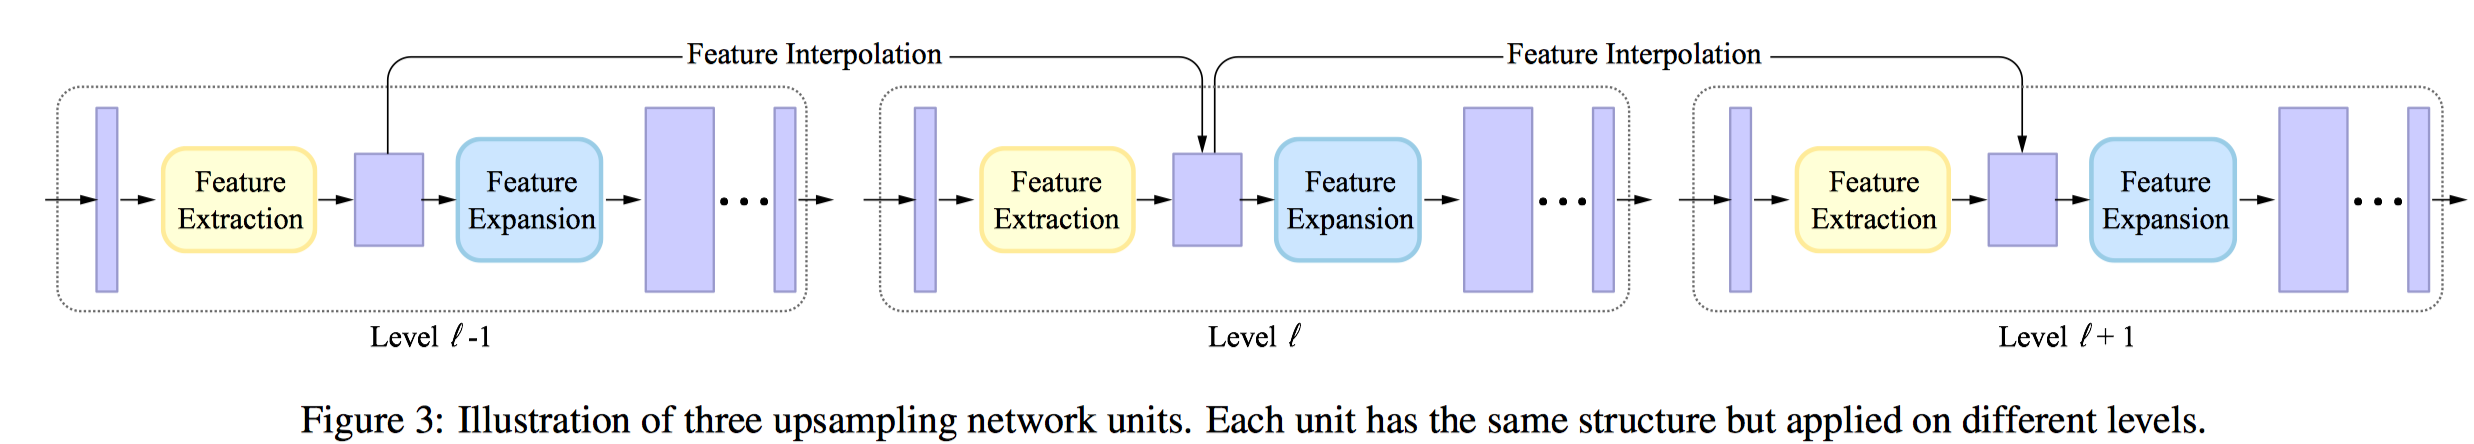 Feature Interpolation Feature Interpolation
Feature Feature Feature Feature Feature Feature
Extraction Expansion Extraction Expansion Extraction Expansion
Level ℓ -1 Level ℓ Level ℓ + 1
Figure 3: Illustration of three upsampling network units. Each unit has the same structure but applied on different levels.